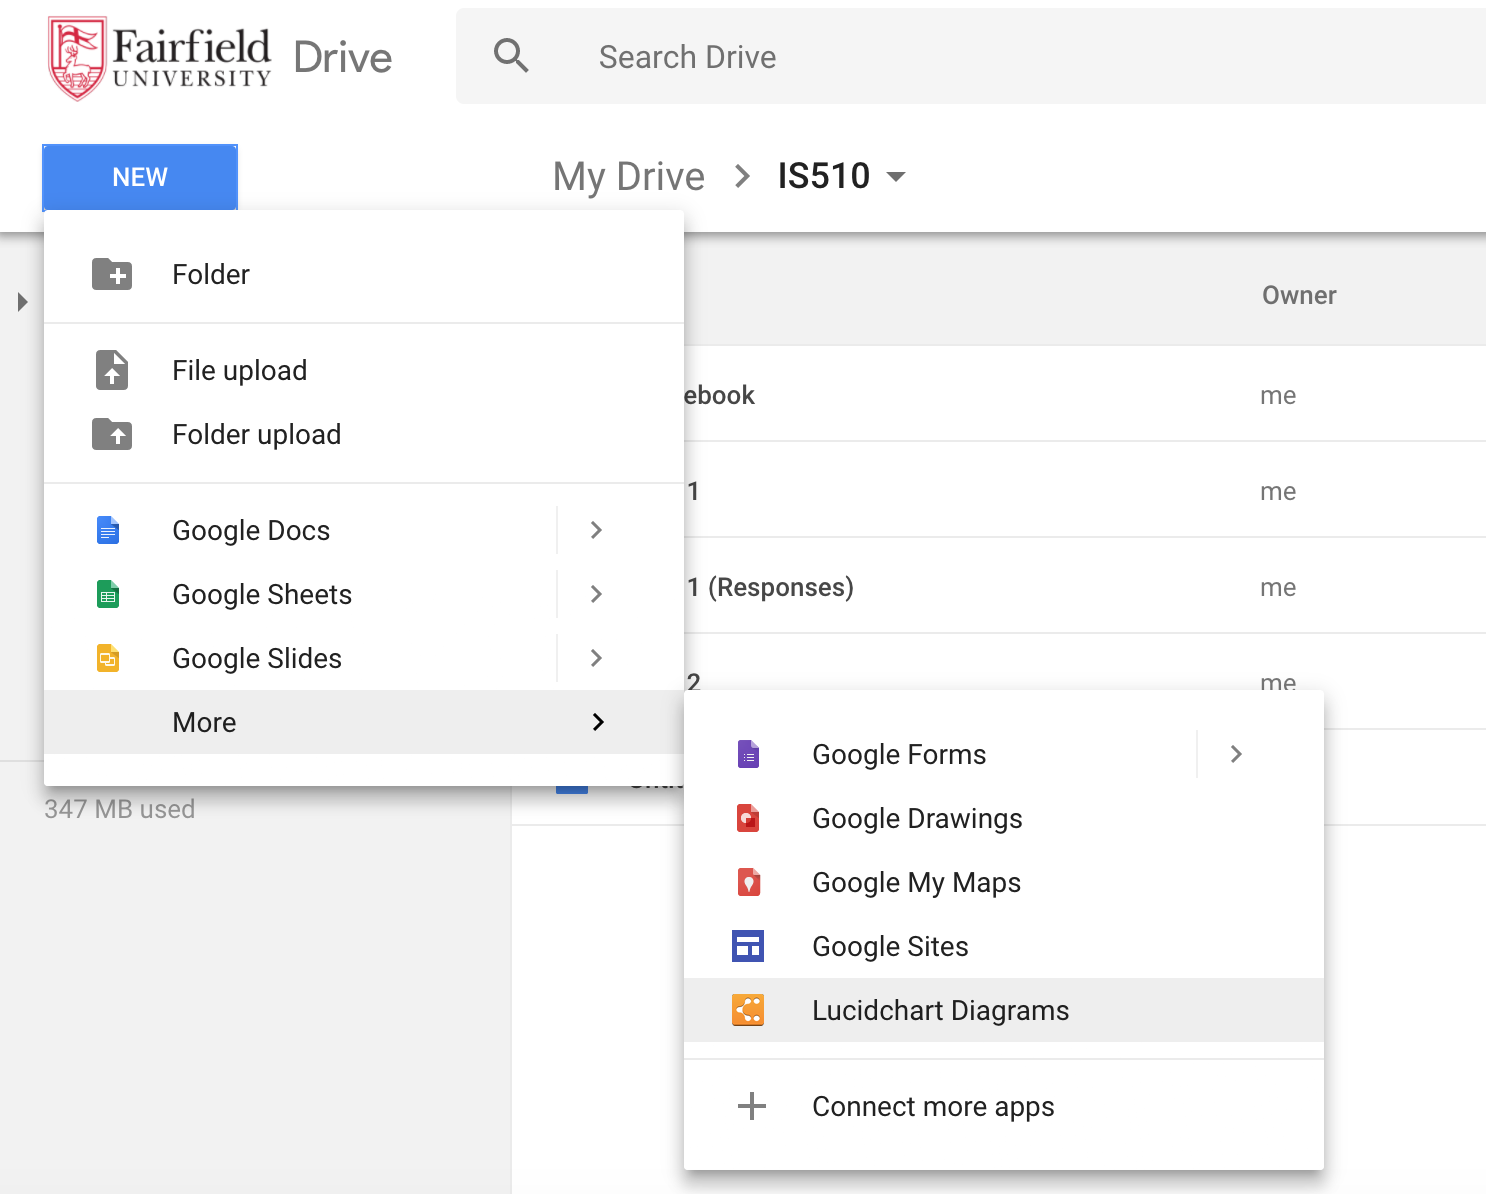 Fairfield
UNIVERSITY
Drive
Search Drive
NEW
My Drive > IS510
Folder
File upload
Folder upload
Google Docs
Google Sheets
Google Slides
More
347 MB used
Owner
ebook
me
1
me
1 (Responses)
me
2
me
Google Forms
Google Drawings
Google My Maps
Google Sites
Lucidchart Diagrams
Connect more apps